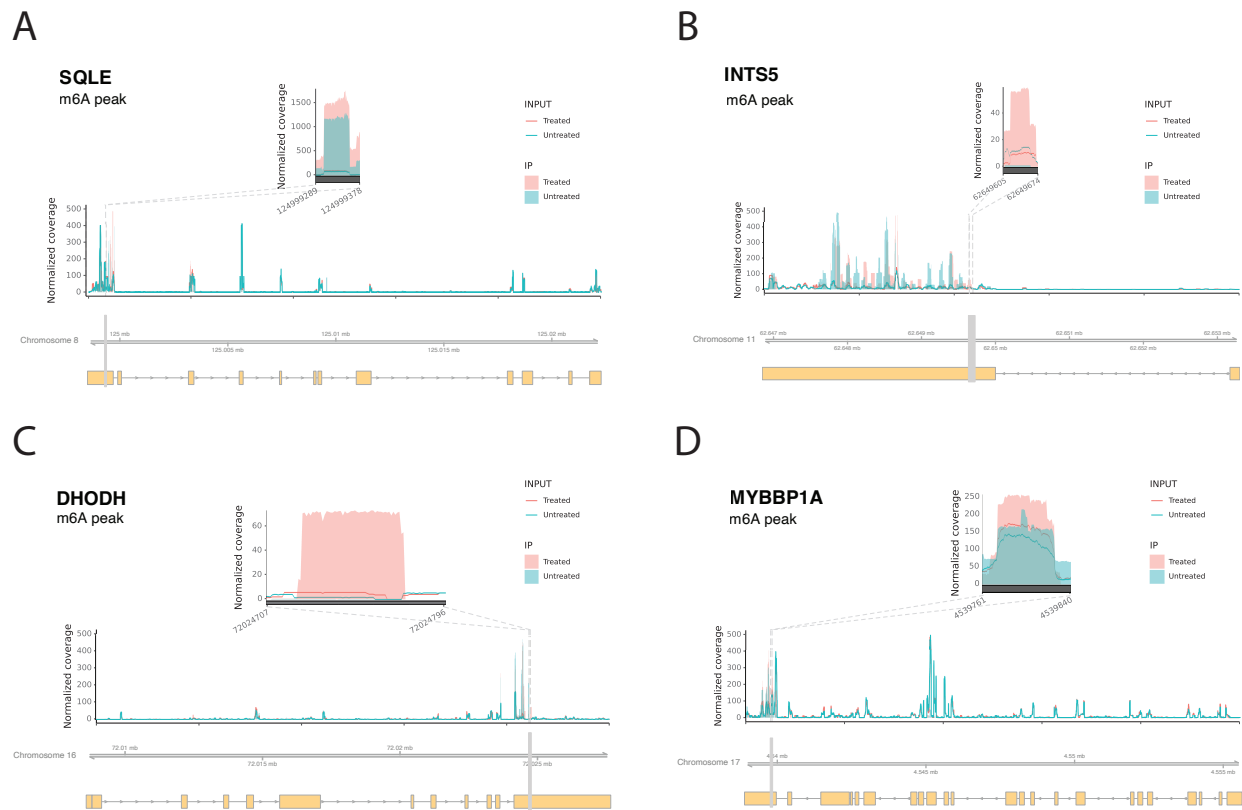 A
SQLE
m6A peak
Normalized coverage
1500
1000
500
0
124999289
124999378
INPUT
Treated
Untreated
IP
Treated
Untreated
Normalized coverage
500
400
300
200
100
0
Chromosome 8
125 mb
125.005 mb
125.01 mb
125.015 mb
125.02 mb
B
INTS5
m6A peak
Normalized coverage
40
20
0
62649605
62649674
INPUT
Treated
Untreated
IP
Treated
Untreated
Normalized coverage
500
400
300
200
100
0
Chromosome 11
62.647 mb
62.648 mb
62.649 mb
62.65 mb
62.651 mb
62.652 mb
62.653 mb
C
DHODH
m6A peak
Normalized coverage
60
40
20
0
72024707
72024796
INPUT
Treated
Untreated
IP
Treated
Untreated
Normalized coverage
500
400
300
200
100
0
Chromosome 16
72.01 mb
72.015 mb
72.02 mb
72.025 mb
D
MYBBP1A
m6A peak
Normalized coverage
250
200
150
100
50
0
4539761
4539840
INPUT
Treated
Untreated
IP
Treated
Untreated
Normalized coverage
500
400
300
200
100
0
Chromosome 17
4.54 mb
4.545 mb
4.55 mb
4.555 mb